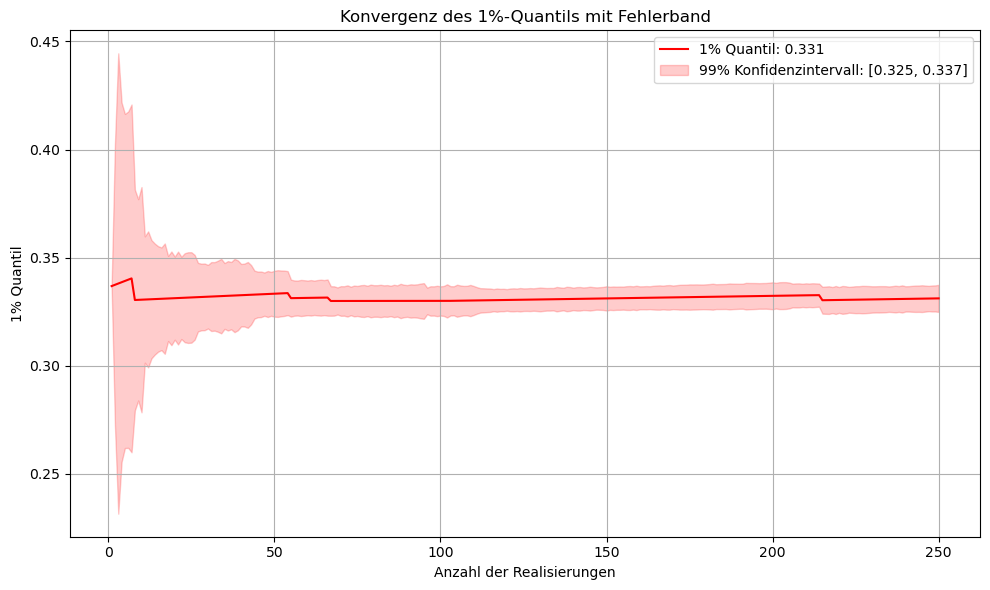 Konvergenz des 1%-Quantils mit Fehlerband
1% Quantil: 0.331
99% Konfidenzintervall: [0.325, 0.337]
1% Quantil
0.45
0.40
0.35
0.30
0.25
0
50
100
150
200
250
Anzahl der Realisierungen